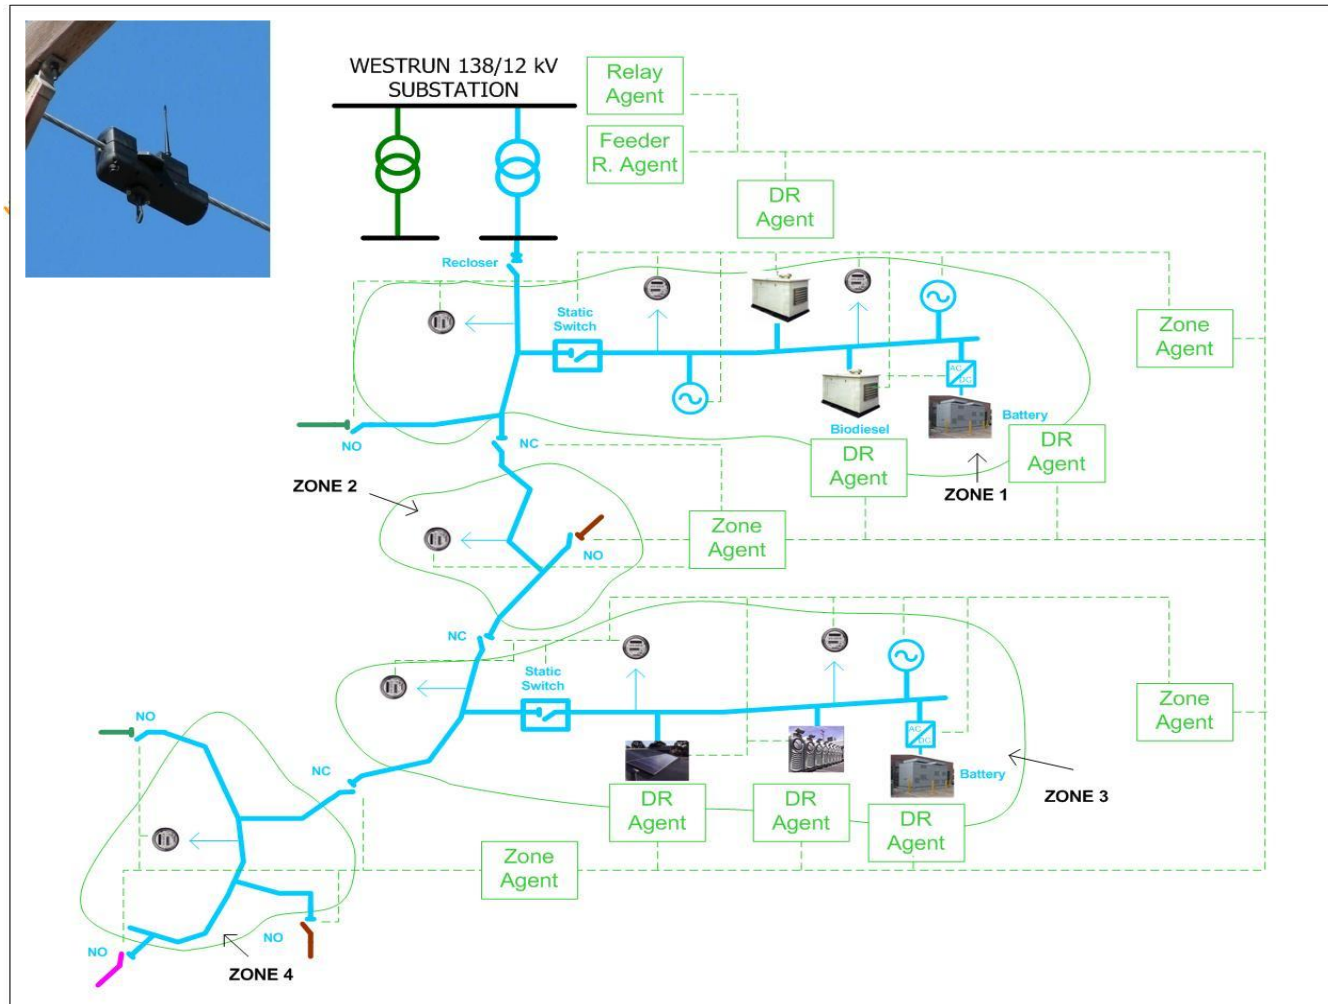 WESTRUN 138/12 kV
SUBSTATION
Relay
Agent
Feeder
R. Agent
DR
Agent
Recloser
Static
Switch
Zone
Agent
AC
DC
Biodiesel
Battery
NO
NC
DR
Agent
DR
Agent
ZONE 1
ZONE 2
Zone
Agent
NO
NC
Static
Switch
Zone
Agent
NO
AC
DC
NC
Battery
ZONE 3
DR
Agent
DR
Agent
DR
Agent
Zone
Agent
NO
NO
ZONE 4